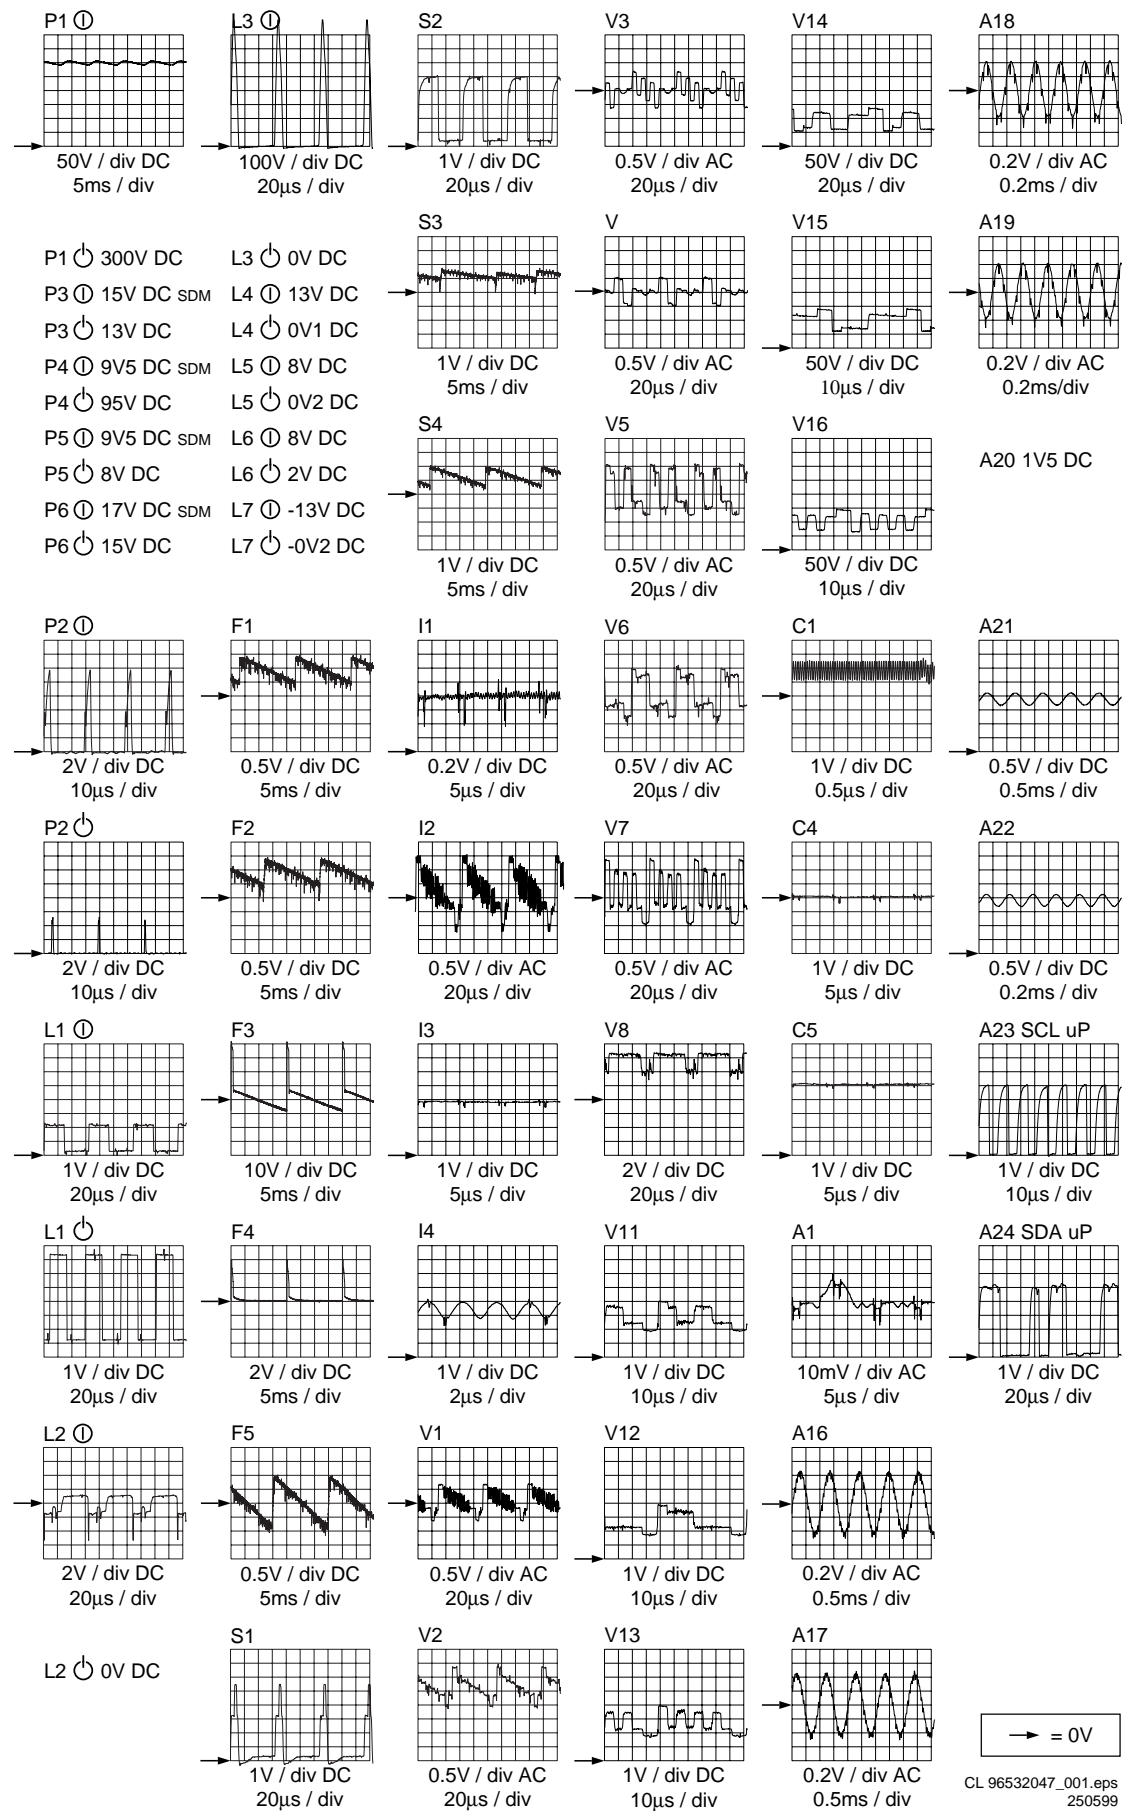 P1
50V / div DC
5ms / div
L3
100V / div DC
20µs / div
S2
1V / div DC
20µs / div
V3
0.5V / div AC
20µs / div
V14
50V / div DC
20µs / div
A18
0.2V / div AC
0.2ms / div
P1 300V DC
P3 15V DC SDM
P3 13V DC
P4 9V5 DC SDM
P4 95V DC
P5 9V5 DC SDM
P5 8V DC
P6 17V DC SDM
P6 15V DC
L3 0V DC
L4 13V DC
L4 0V1 DC
L5 8V DC
L5 0V2 DC
L6 8V DC
L6 2V DC
L7 -13V DC
L7 -0V2 DC
S3
1V / div DC
5ms / div
V
0.5V / div AC
20µs / div
V15
50V / div DC
10µs / div
A19
0.2V / div AC
0.2ms/div
S4
1V / div DC
5ms / div
V5
0.5V / div AC
20µs / div
V16
50V / div DC
10µs / div
A20 1V5 DC
P2
2V / div DC
10µs / div
F1
0.5V / div DC
5ms / div
I1
0.2V / div DC
5µs / div
V6
0.5V / div AC
20µs / div
C1
1V / div DC
0.5µs / div
A21
0.5V / div DC
0.5ms / div
P2
2V / div DC
10µs / div
F2
0.5V / div DC
5ms / div
I2
0.5V / div AC
20µs / div
V7
0.5V / div AC
20µs / div
C4
1V / div DC
5µs / div
A22
0.5V / div DC
0.2ms / div
L1
1V / div DC
20µs / div
F3
10V / div DC
5ms / div
I3
1V / div DC
5µs / div
V8
2V / div DC
20µs / div
C5
1V / div DC
5µs / div
A23 SCL uP
1V / div DC
10µs / div
L1
1V / div DC
20µs / div
F4
2V / div DC
5ms / div
I4
1V / div DC
2µs / div
V11
1V / div DC
10µs / div
A1
10mV / div AC
5µs / div
A24 SDA uP
1V / div DC
20µs / div
L2
2V / div DC
20µs / div
F5
0.5V / div DC
5ms / div
V1
0.5V / div AC
20µs / div
V12
1V / div DC
10µs / div
A16
0.2V / div AC
0.5ms / div
L2 0V DC
S1
1V / div DC
20µs / div
V2
0.5V / div AC
20µs / div
V13
1V / div DC
10µs / div
A17
0.2V / div AC
0.5ms / div
= 0V
CL 96532047_001.eps
250599